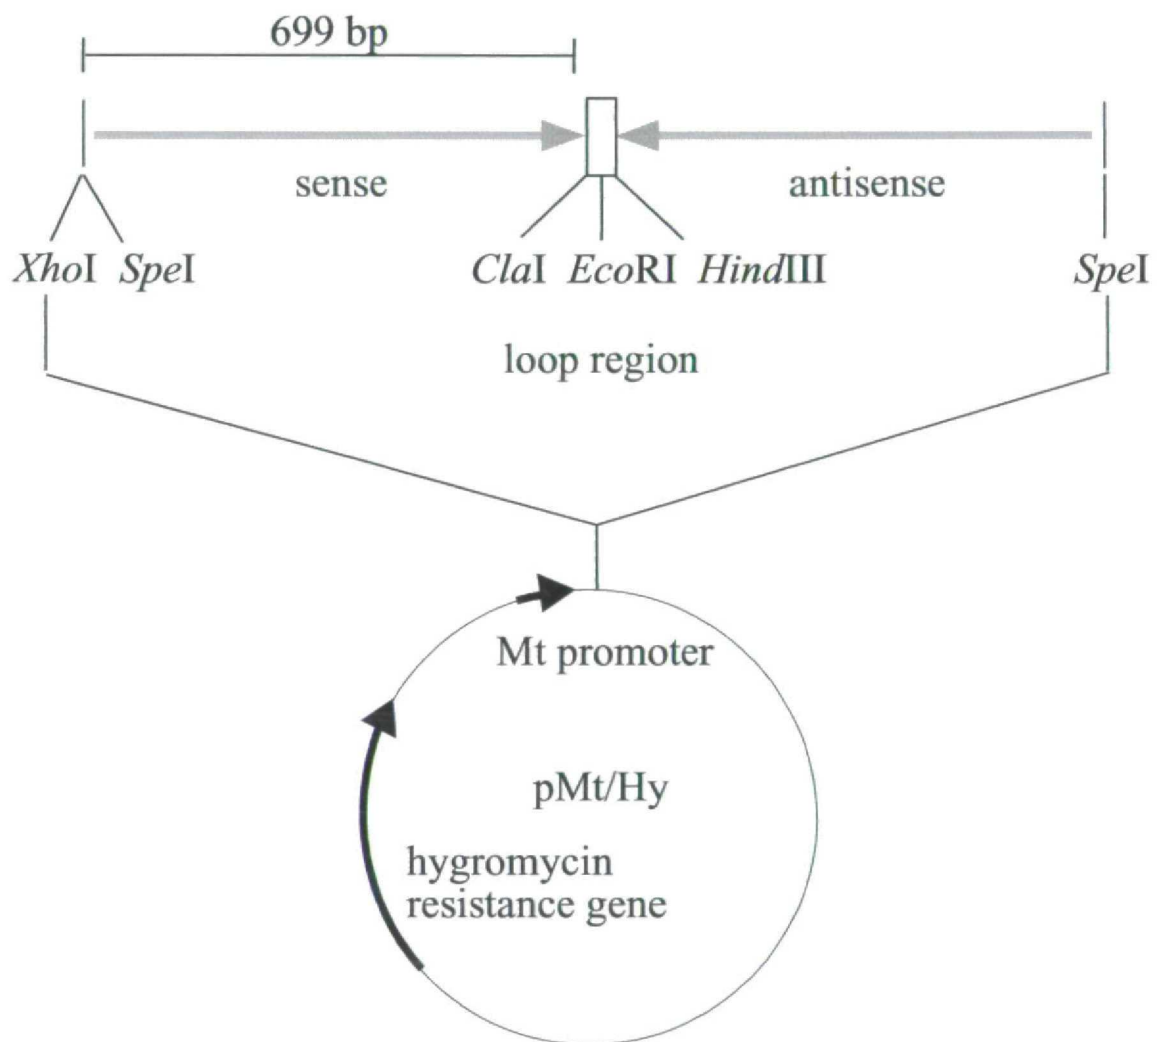 699 bp
sense antisense
XhoI SpeI ClaI EcoRI HindIII SpeI
loop region
Mt promoter
pMt/Hy
hygromycin
resistance gene